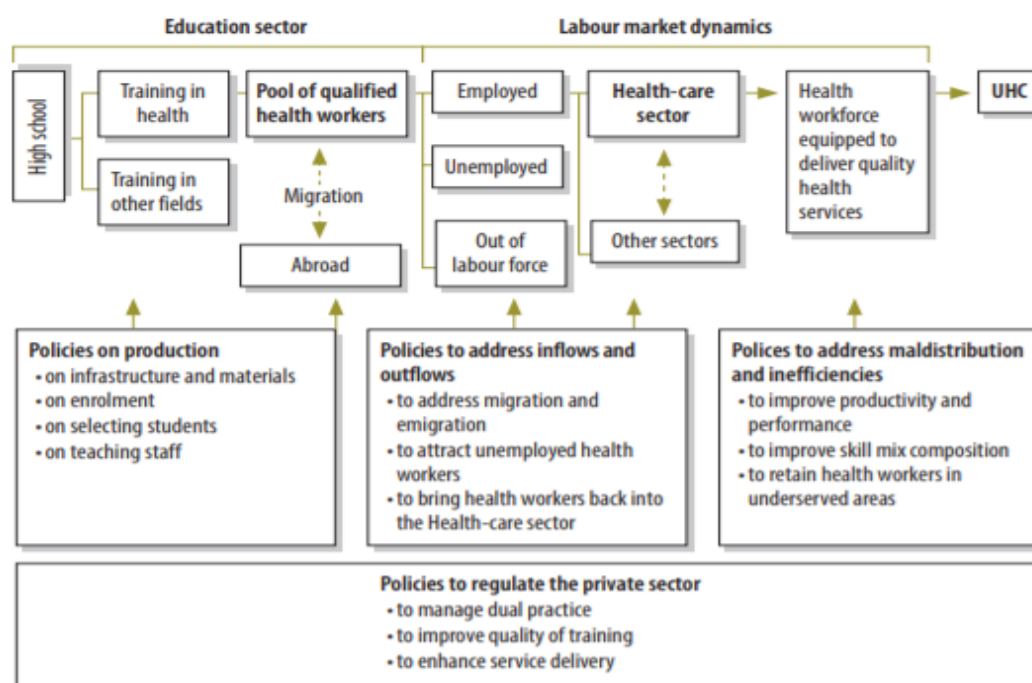 Education sector
Labour market dynamics
High school
Training in
health
Training in
other fields
Pool of qualified
health workers
Migration
Abroad
Employed
Unemployed
Out of
labour force
Health-care
sector
Other sectors
Health
workforce
equipped to
deliver quality
health
services
UHC
Policies on production
• on infrastructure and materials
• on enrolment
• on selecting students
• on teaching staff
Policies to address inflows and
outflows
• to address migration and
emigration
• to attract unemployed health
workers
• to bring health workers back into
the Health-care sector
Polices to address maldistribution
and inefficiencies
• to improve productivity and
performance
• to improve skill mix composition
• to retain health workers in
underserved areas
Policies to regulate the private sector
• to manage dual practice
• to improve quality of training
• to enhance service delivery